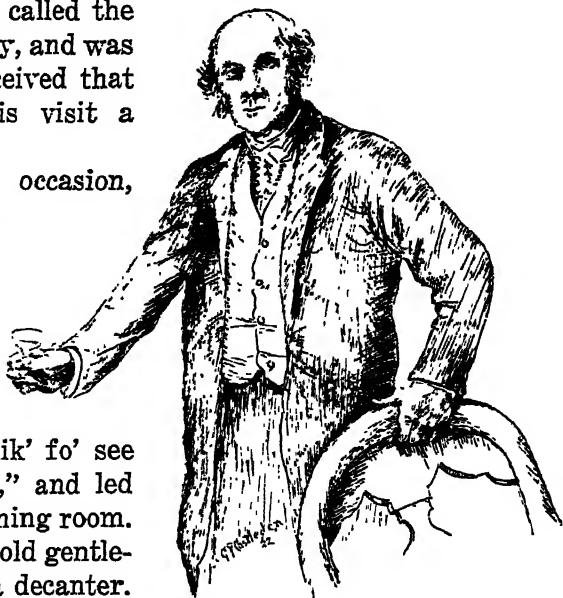 called the
y, and was
ceived that
is visit a
occasion,
ik' fo' see
," and led
ning room.
old gentle-
a decanter.